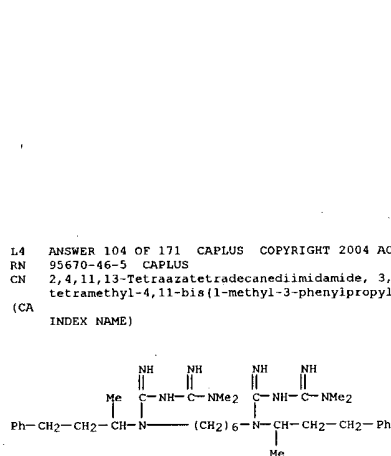 L4 ANSWER 104 OF 171 CAPLUS COPYRIGHT 2004 AC
RN 95670-46-5 CAPLUS
CN 2,4,11,13-Tetraazatetradecanediimidamide, 3,
tetramethyl-4,11-bis(1-methyl-3-phenylpropyl
(CA
INDEX NAME)
NH NH NH NH
Me C-NH-C-NMe2 C-NH-C-NMe2
Ph-CH2-CH2-CH-N-(CH2)6-N-CH-CH2-CH2-Ph
Me